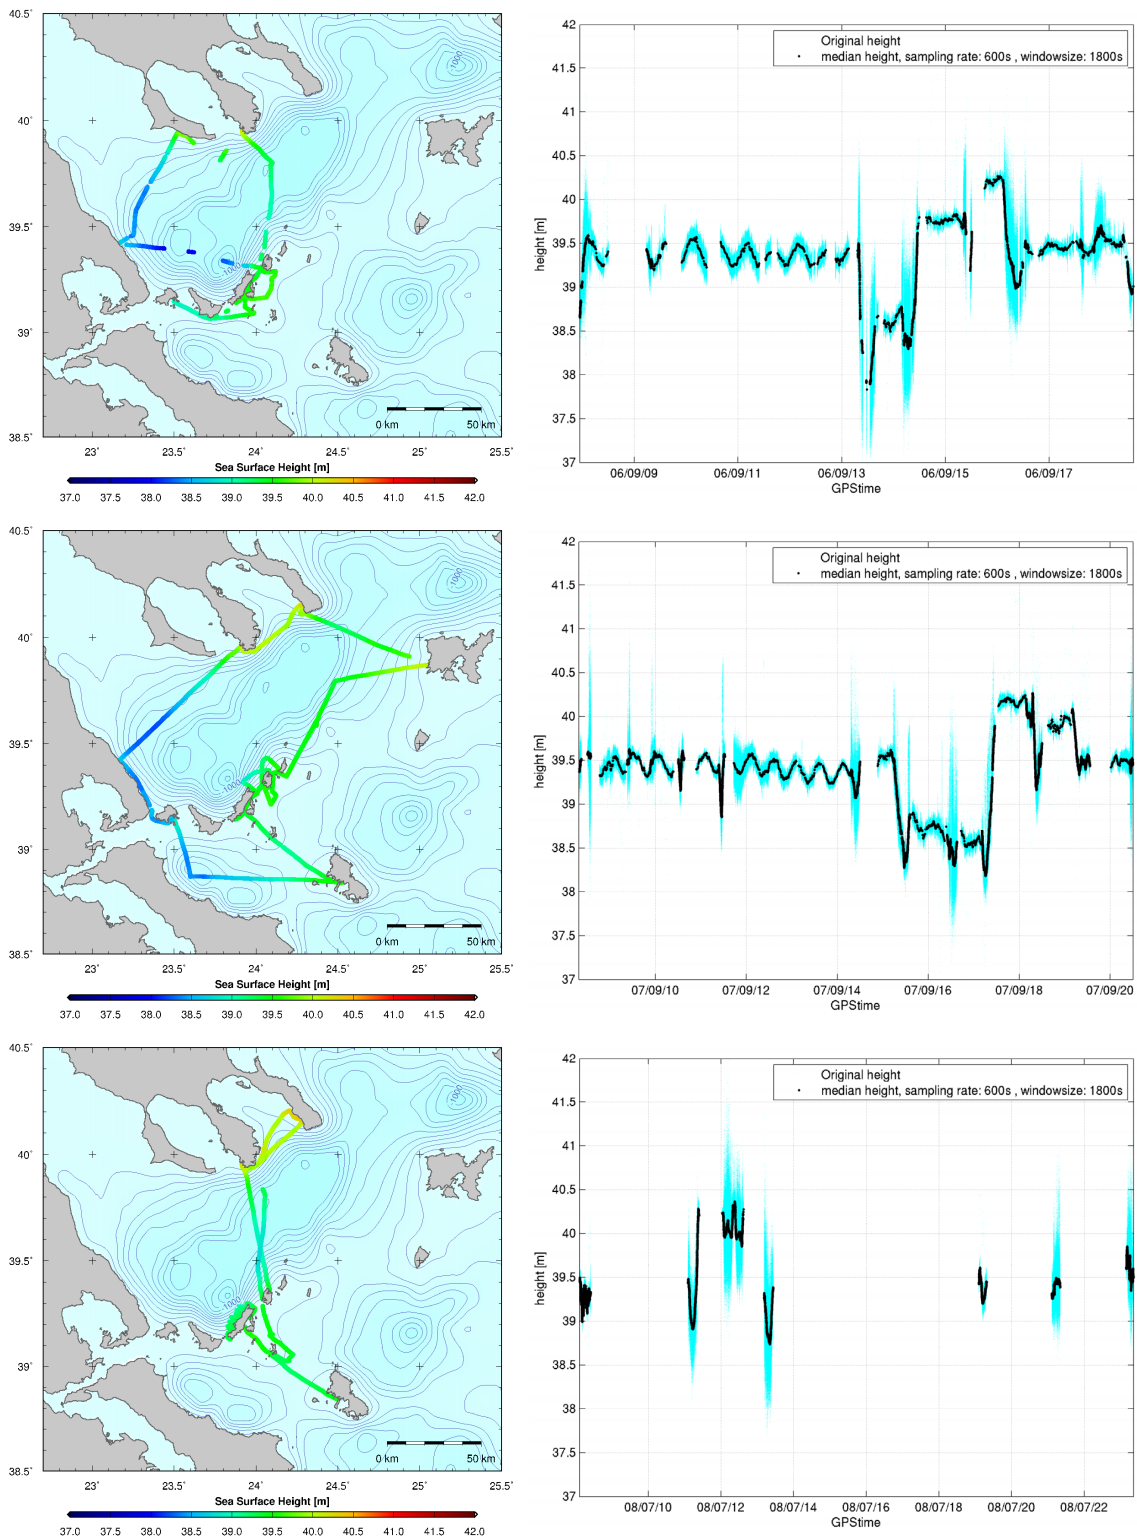 40.5°
40°
39.5°
39°
38.5°
23° 23.5° 24° 24.5° 25° 25.5°
-1000
-1000
0 km 50 km
Sea Surface Height [m]
37.0 37.5 38.0 38.5 39.0 39.5 40.0 40.5 41.0 41.5 42.0
42
41.5
41
40.5
40
39.5
39
38.5
38
37.5
37
height [m]
Original height
median height, sampling rate: 600s , windowsize: 1800s
06/09/09 06/09/11 06/09/13 06/09/15 06/09/17
GPStime
40.5°
40°
39.5°
39°
38.5°
23° 23.5° 24° 24.5° 25° 25.5°
-1000
-1000
0 km 50 km
Sea Surface Height [m]
37.0 37.5 38.0 38.5 39.0 39.5 40.0 40.5 41.0 41.5 42.0
42
41.5
41
40.5
40
39.5
39
38.5
38
37.5
37
height [m]
Original height
median height, sampling rate: 600s , windowsize: 1800s
07/09/10 07/09/12 07/09/14 07/09/16 07/09/18 07/09/20
GPStime
40.5°
40°
39.5°
39°
38.5°
23° 23.5° 24° 24.5° 25° 25.5°
-1000
-1000
0 km 50 km
Sea Surface Height [m]
37.0 37.5 38.0 38.5 39.0 39.5 40.0 40.5 41.0 41.5 42.0
42
41.5
41
40.5
40
39.5
39
38.5
38
37.5
37
height [m]
Original height
median height, sampling rate: 600s , windowsize: 1800s
08/07/10 08/07/12 08/07/14 08/07/16 08/07/18 08/07/20 08/07/22
GPStime